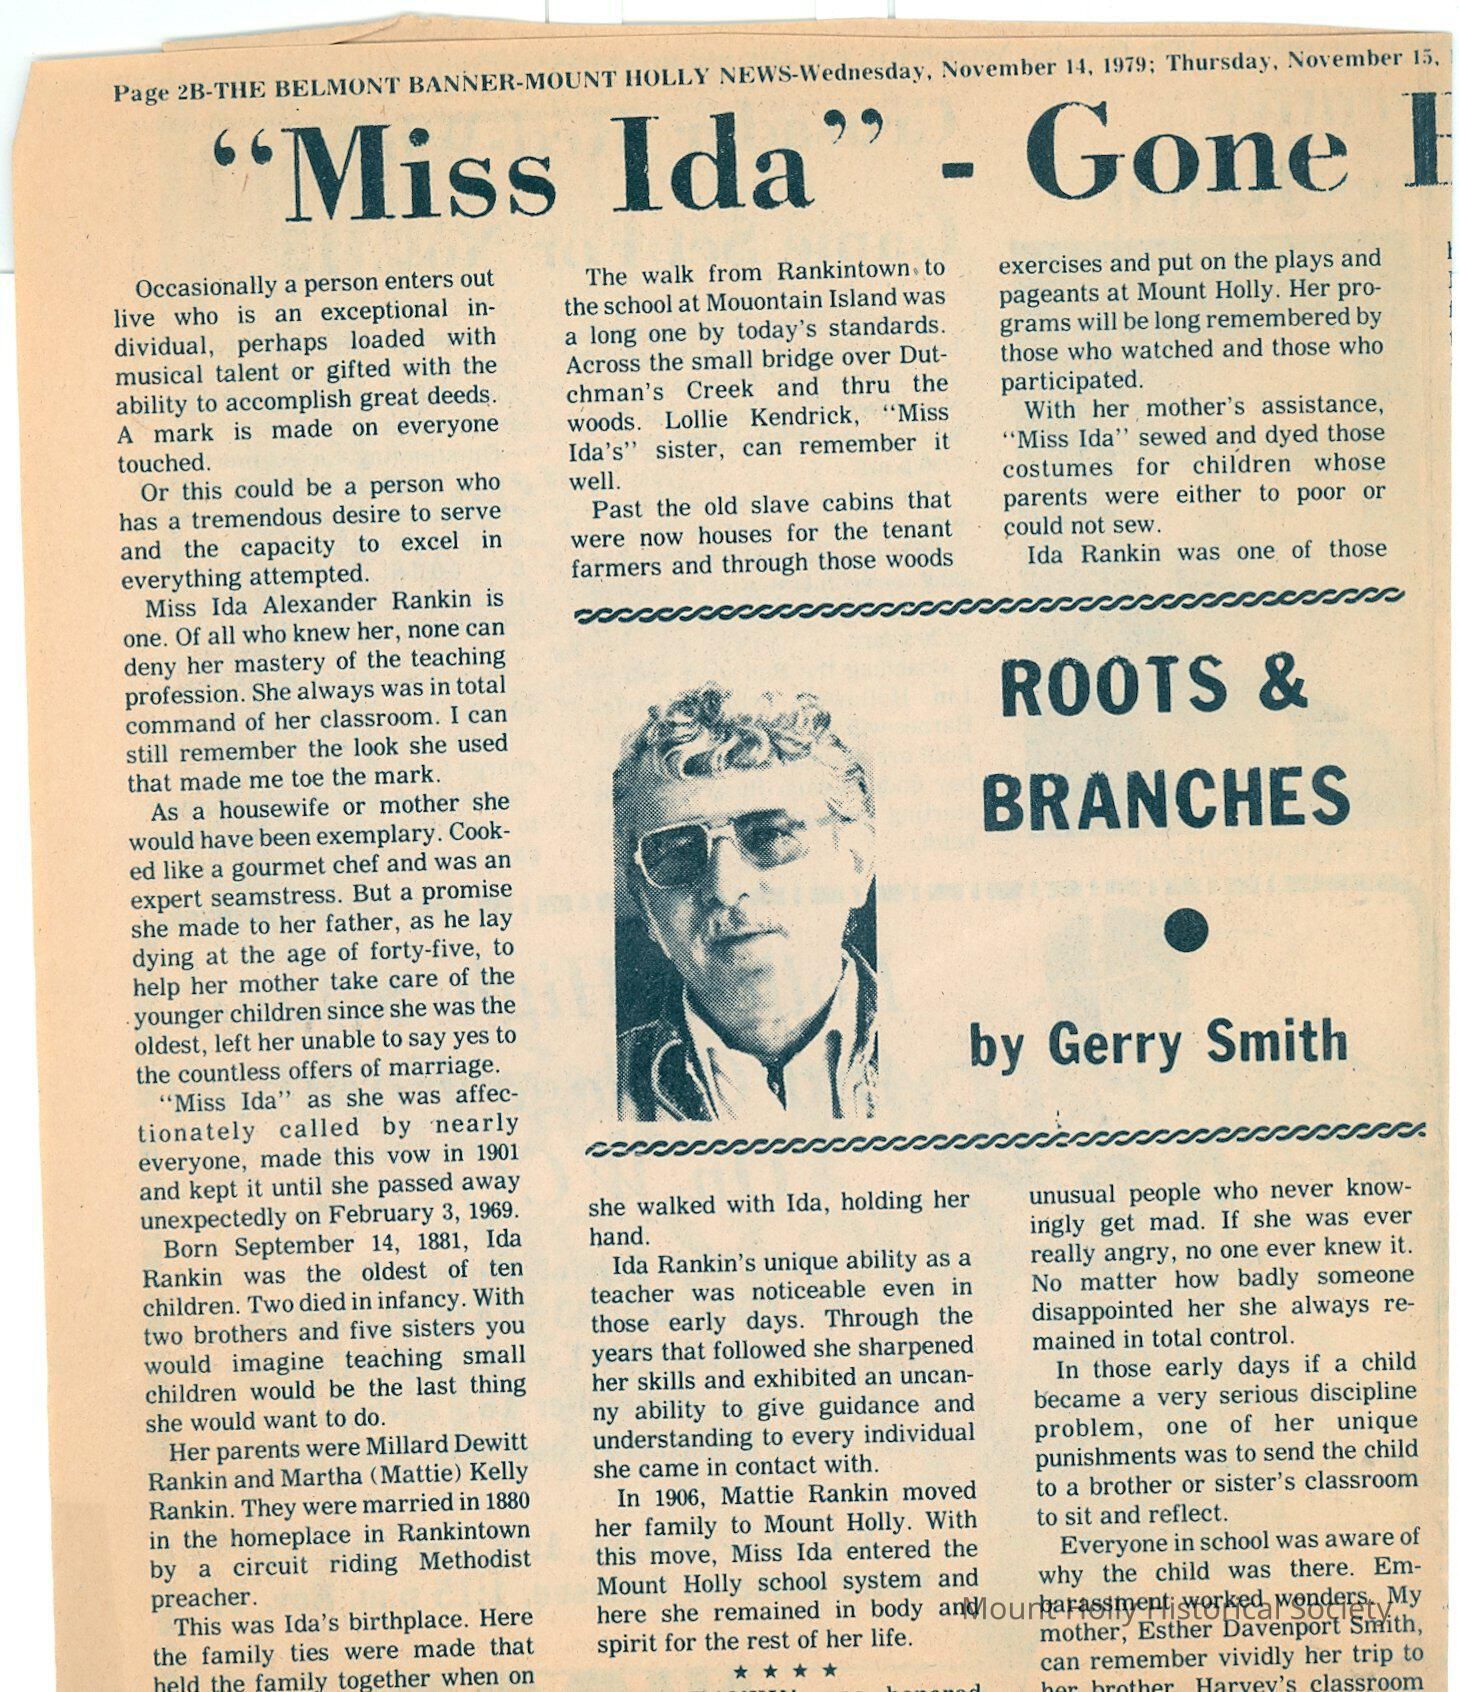 Page 2B-THE BELMONT BANNER-MOUNT HOLLY NEWS-Wednesday, November 14, 1979; Thursday, November 15,
“Miss Ida” - Gone
Occasionally a person enters out
live who is an exceptional in-
dividual, perhaps loaded with
musical talent or gifted with the
ability to accomplish great deeds.
A mark is made on everyone
touched.
Or this could be a person who
has a tremendous desire to serve
and the capacity to excel in
everything attempted.
Miss Ida Alexander Rankin is
one. Of all who knew her, none can
deny her mastery of the teaching
profession. She always was in total
command of her classroom. I can
still remember the look she used
that made me toe the mark.
As a housewife or mother she
would have been exemplary. Cook-
ed like a gourmet chef and was an
expert seamstress. But a promise
she made to her father, as he lay
dying at the age of forty-five, to
help her mother take care of the
younger children since she was the
oldest, left her unable to say yes to
the countless offers of marriage.
“Miss Ida” as she was affec-
tionately called by nearly
everyone, made this vow in 1901
and kept it until she passed away
unexpectedly on February 3, 1969.
Born September 14, 1881, Ida
Rankin was the oldest of ten
children. Two died in infancy. With
two brothers and five sisters you
would imagine teaching small
children would be the last thing
she would want to do.
Her parents were Millard Dewitt
Rankin and Martha (Mattie) Kelly
Rankin. They were married in 1880
in the homeplace in Rankintown
by a circuit riding Methodist
preacher.
This was Ida’s birthplace. Here
the family ties were made that
held the family together when on
The walk from Rankintown to
the school at Mouontain Island was
a long one by today’s standards.
Across the small bridge over Dut-
chman’s Creek and thru the
woods. Lollie Kendrick, “Miss
Ida’s” sister, can remember it
well.
Past the old slave cabins that
were now houses for the tenant
farmers and through those woods
she walked with Ida, holding her
hand.
Ida Rankin’s unique ability as a
teacher was noticeable even in
those early days. Through the
years that followed she sharpened
her skills and exhibited an uncan-
ny ability to give guidance and
understanding to every individual
she came in contact with.
In 1906, Mattie Rankin moved
her family to Mount Holly. With
this move, Miss Ida entered the
Mount Holly school system and
here she remained in body and
spirit for the rest of her life.
★ ★ ★ ★
exercises and put on the plays and
pageants at Mount Holly. Her pro-
grams will be long remembered by
those who watched and those who
participated.
With her mother’s assistance,
“Miss Ida” sewed and dyed those
costumes for children whose
parents were either to poor or
could not sew.
Ida Rankin was one of those
unusual people who never know-
ingly get mad. If she was ever
really angry, no one ever knew it.
No matter how badly someone
disappointed her she always re-
mained in total control.
In those early days if a child
became a very serious discipline
problem, one of her unique
punishments was to send the child
to a brother or sister’s classroom
to sit and reflect.
Everyone in school was aware of
why the child was there. Em-
barassment worked wonders. My
mother, Esther Davenport Smith,
can remember vividly her trip to
her brother, Harvey’s classroom
ROOTS &
BRANCHES
by Gerry Smith
Mount Holly Historical Society